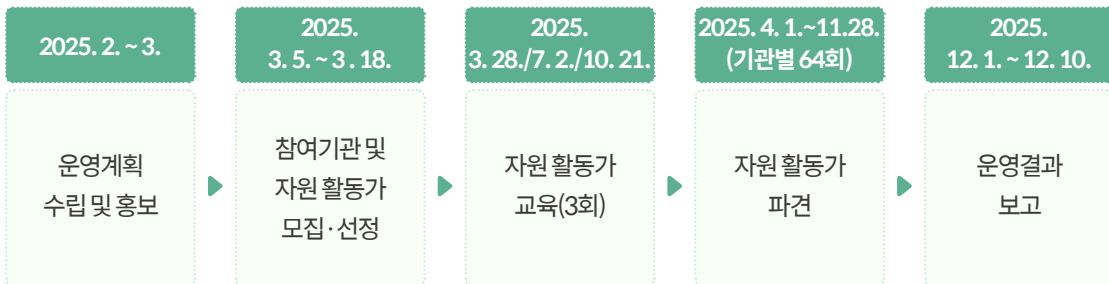 2025. 2. ~ 3.
운영계획
수립 및 홍보
2025.
3. 5. ~ 3. 18.
참여기관 및
자원 활동가
모집·선정
2025.
3. 28./7. 2./10. 21.
자원 활동가
교육(3회)
2025. 4. 1.~11.28.
(기관별 64회)
자원 활동가
파견
2025.
12. 1. ~ 12. 10.
운영결과
보고